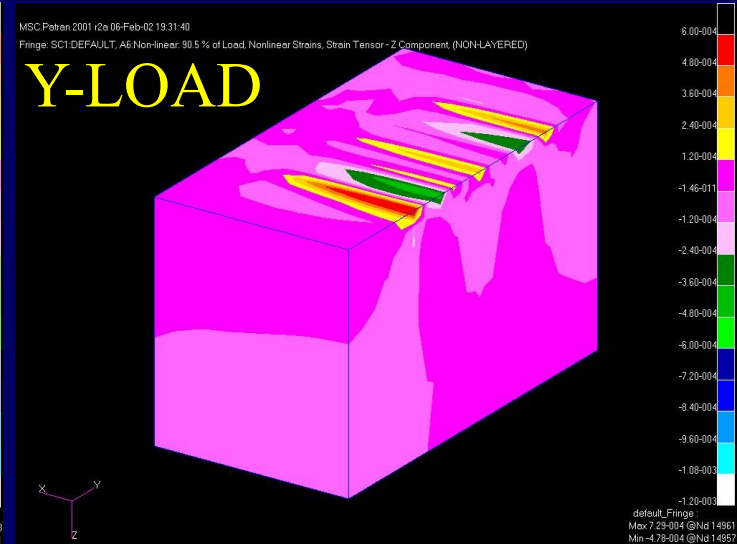 MSC.Patran 2001 r2a 06-Feb-02 19:31:40
Fringe: SC1:DEFAULT, A6:Non-linear: 90.5 % of Load, Nonlinear Strains, Strain Tensor - Z Component, (NON-LAYERED)
Y-LOAD
6.00-004
4.80-004
3.60-004
2.40-004
1.20-004
-1.46-011
-1.20-004
-2.40-004
-3.60-004
-4.80-004
-6.00-004
-7.20-004
-8.40-004
-9.60-004
-1.08-003
-1.20-003
X
Y
Z
default_Fringe :
Max 7.29-004 @Nd 14961
Min -4.78-004 @Nd 14957